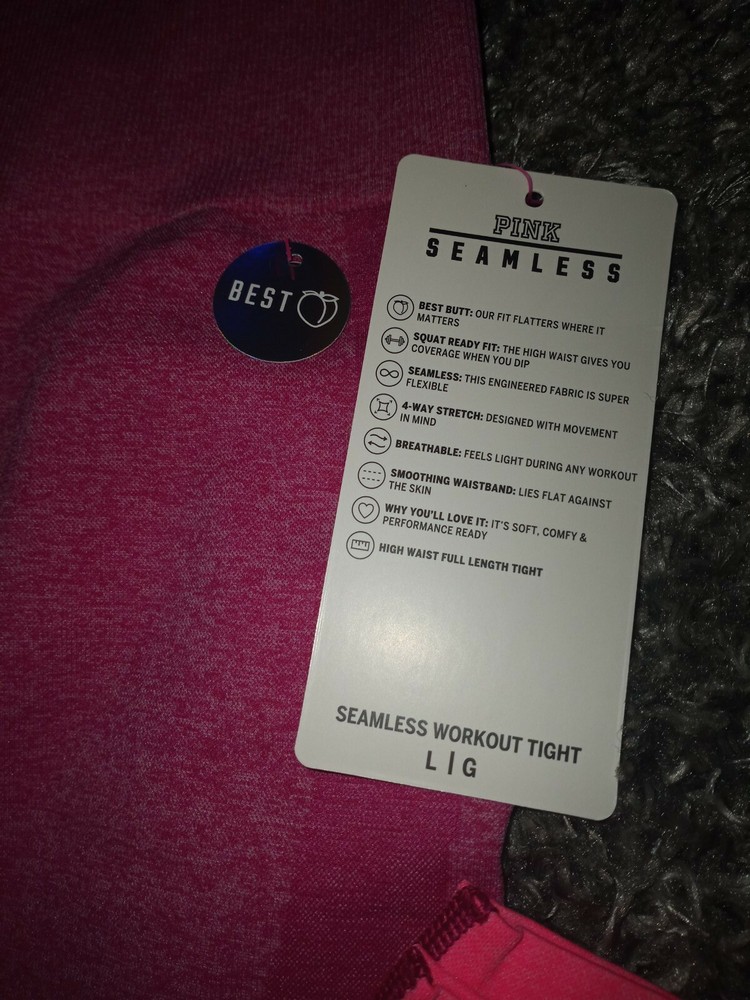 BEST
PINK
SEAMLESS
BEST BUTT: OUR FIT FLATTERS WHERE IT
MATTERS
SQUAT READY FIT: THE HIGH WAIST GIVES YOU
COVERAGE WHEN YOU DIP
SEAMLESS: THIS ENGINEERED FABRIC IS SUPER
FLEXIBLE
4-WAY STRETCH: DESIGNED WITH MOVEMENT
IN MIND
BREATHABLE: FEELS LIGHT DURING ANY WORKOUT
SMOOTHING WAISTBAND: LIES FLAT AGAINST
THE SKIN
WHY YOU'LL LOVE IT: IT'S SOFT, COMFY &
PERFORMANCE READY
HIGH WAIST FULL LENGTH TIGHT
SEAMLESS WORKOUT TIGHT
L | G